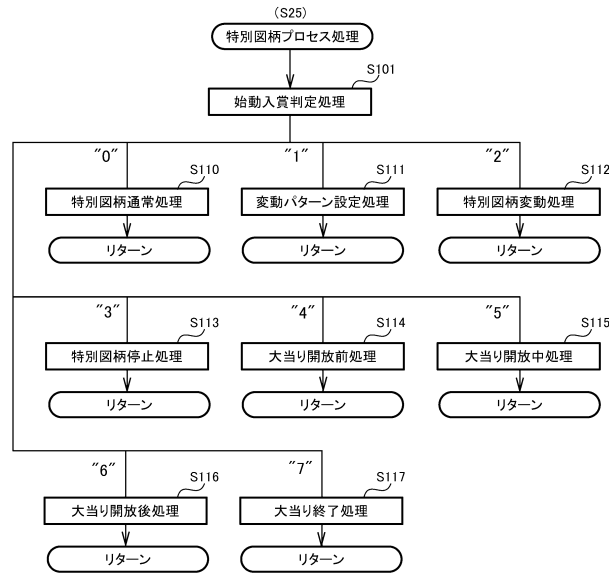 (S25)
特別図柄プロセス処理
S101
始動入賞判定処理
"0"
S110
"1"
S111
"2"
S112
特別図柄通常処理
変動パターン設定処理
特別図柄変動処理
リターン
リターン
リターン
"3"
S113
"4"
S114
"5"
S115
特別図柄停止処理
大当り開放前処理
大当り開放中処理
リターン
リターン
リターン
"6"
S116
"7"
S117
大当り開放後処理
大当り終了処理
リターン
リターン